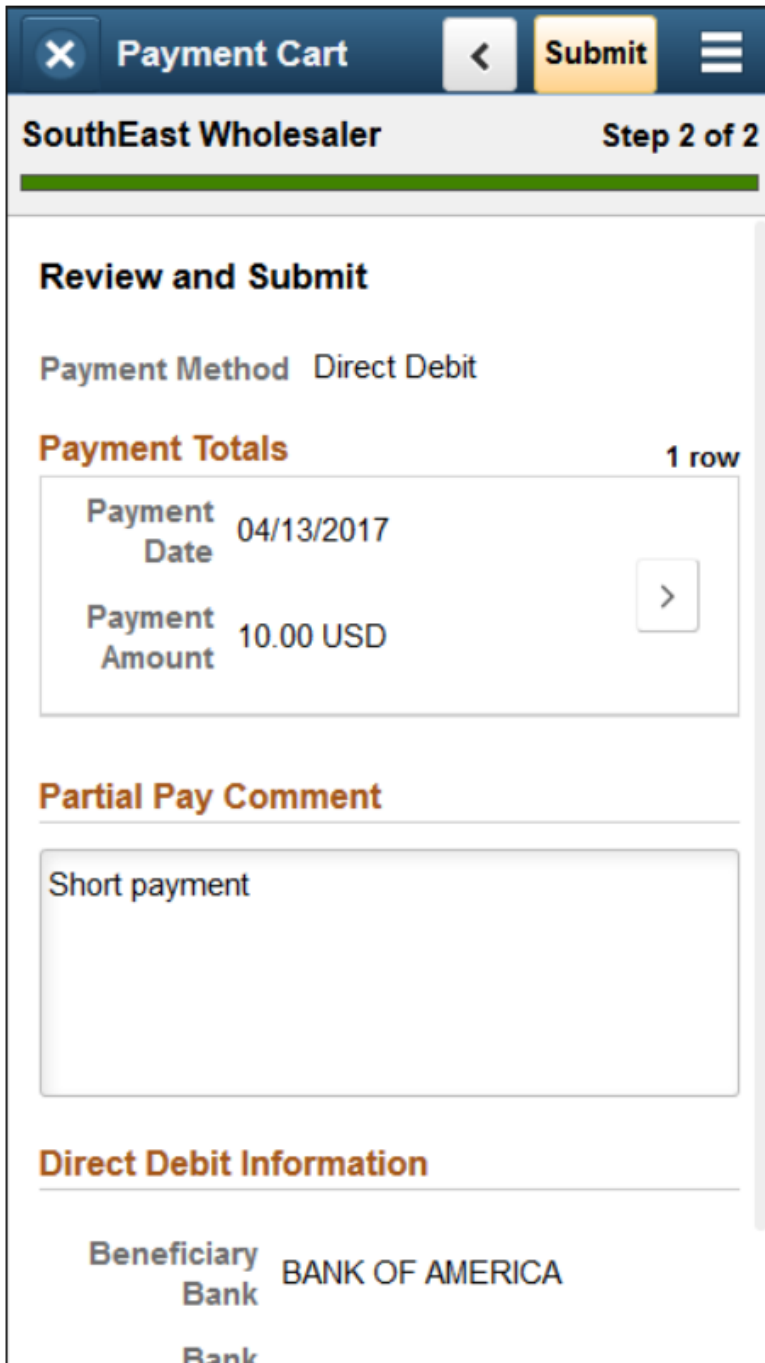 Payment Cart Submit
SouthEast Wholesaler Step 2 of 2
Review and Submit
Payment Method Direct Debit
Payment Totals 1 row
Payment
Date 04/13/2017
Payment
Amount 10.00 USD
Partial Pay Comment
Short payment
Direct Debit Information
Beneficiary
Bank BANK OF AMERICA
Bank